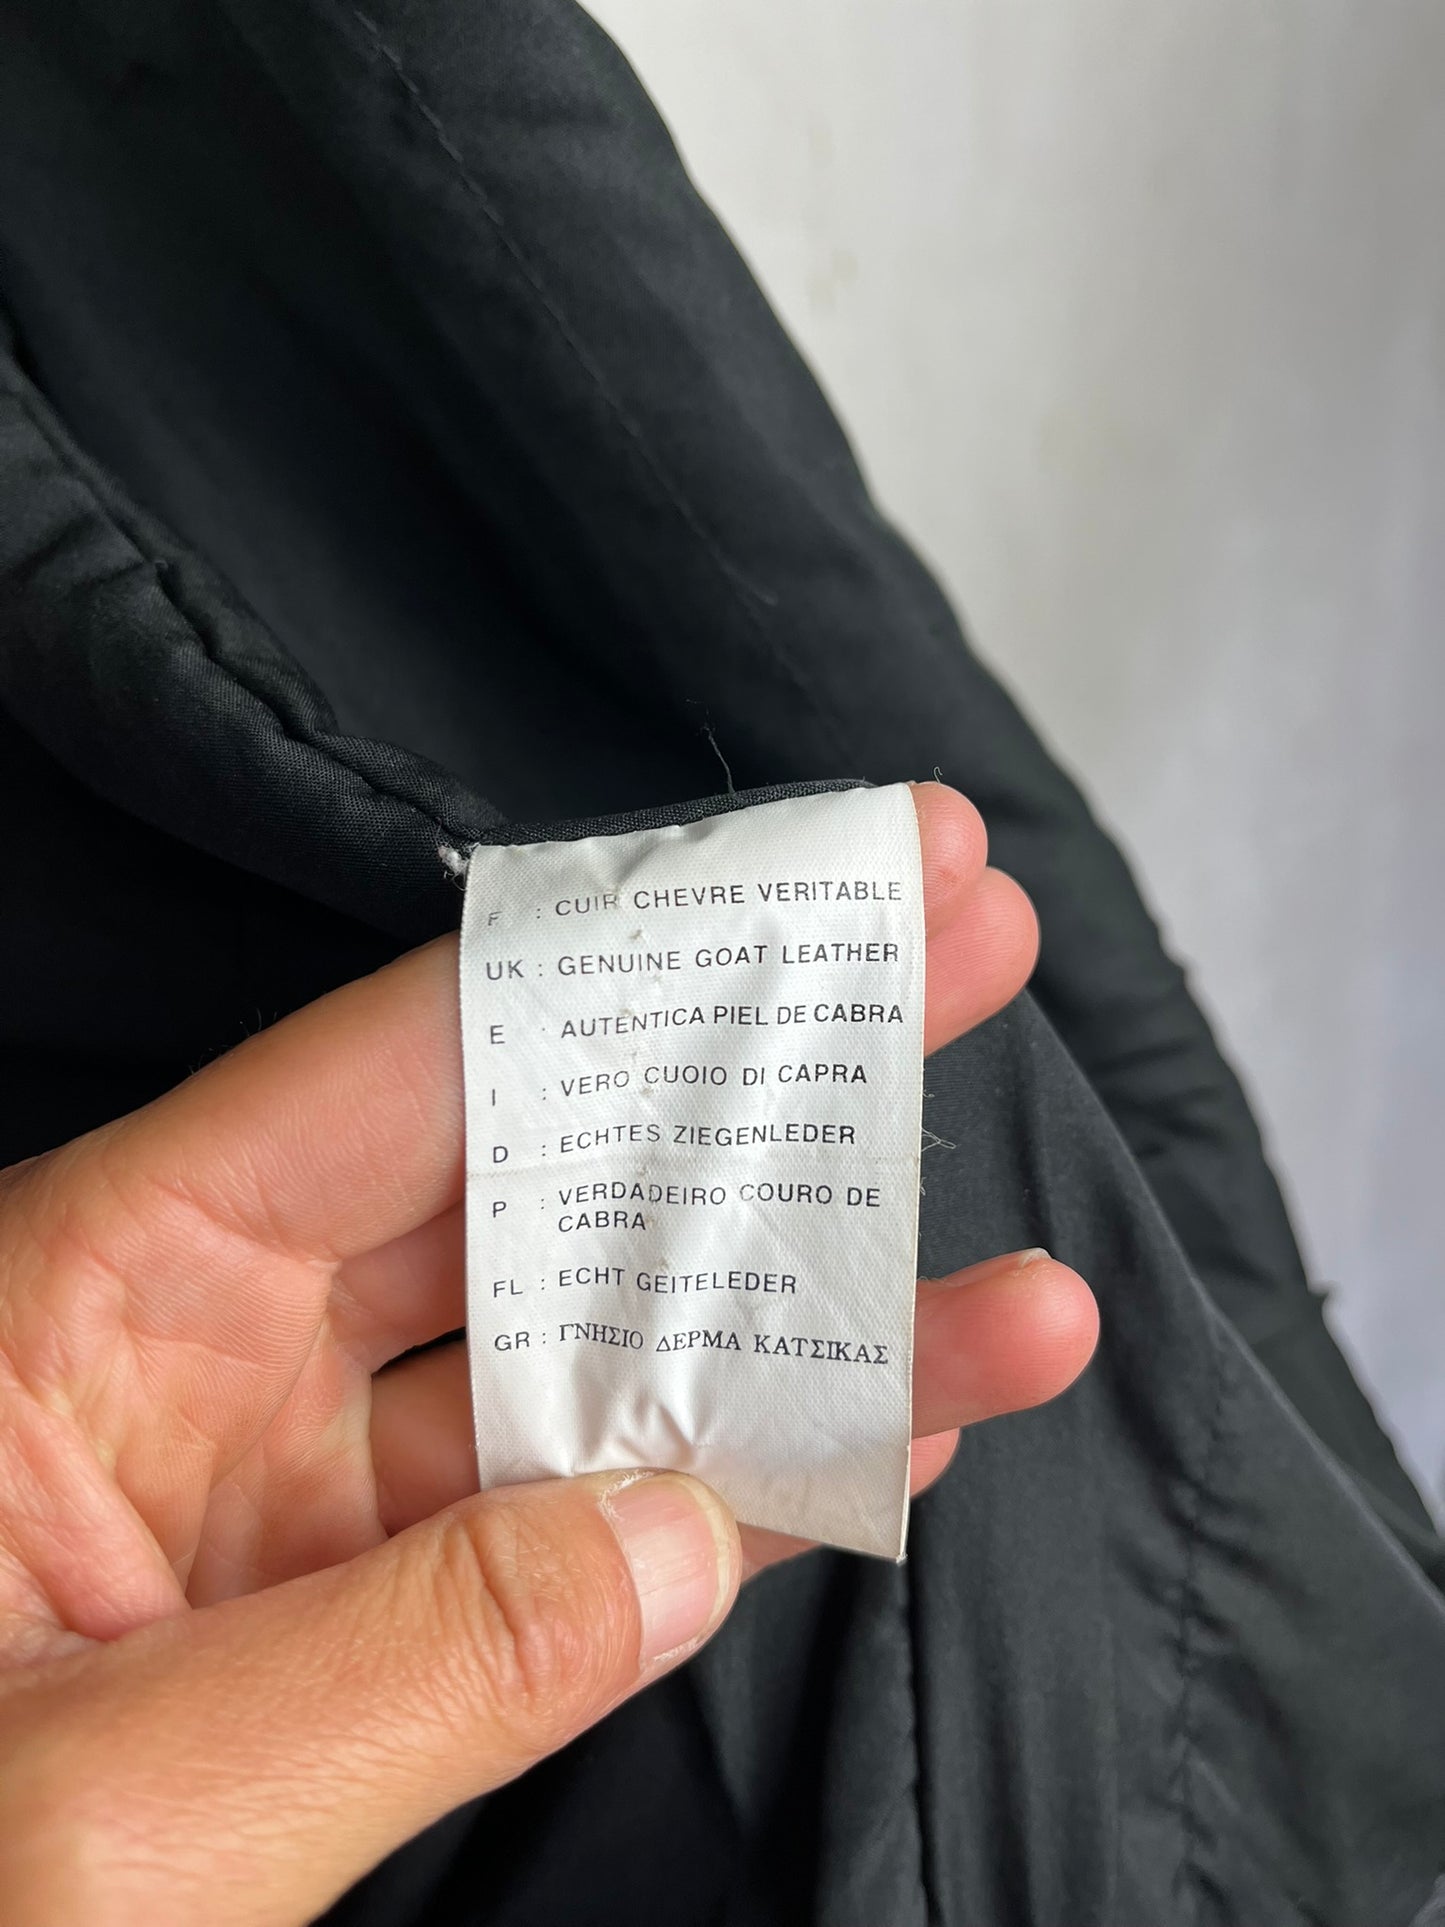 F : CUIR CHEVRE VERITABLE
UK : GENUINE GOAT LEATHER
E : AUTENTICA PIEL DE CABRA
I : VERO CUOIO DI CAPRA
D : ECHTES ZIEGENLEDER
P : VERDADEIRO COURO DE
CABRA
FL : ECHT GEITELEDER
GR : ΓΝΗΣΙΟ ΔΕΡΜΑ ΚΑΤΣΙΚΑΣ